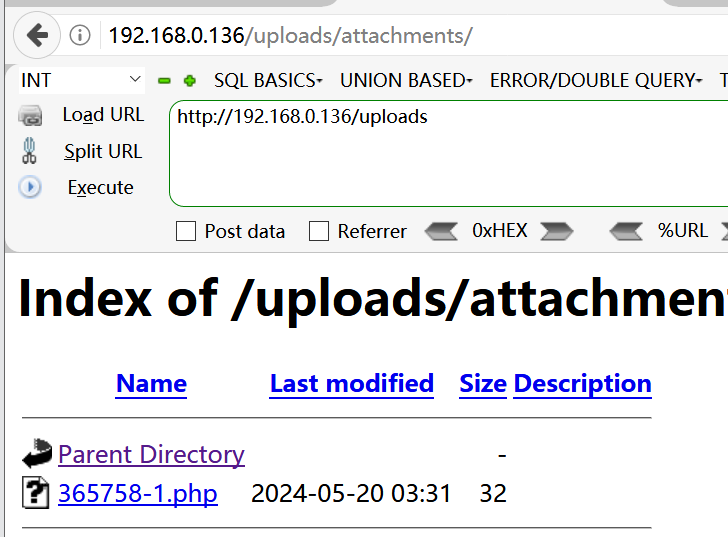 192.168.0.136/uploads/attachments/
INT SQL BASICS UNION BASED ERROR/DOUBLE QUERY
Load URL http://192.168.0.136/uploads
Split URL
Execute
Post data Referrer 0xHEX %URL
Index of /uploads/attachmen
Name Last modified Size Description
Parent Directory -
365758-1.php 2024-05-20 03:31 32